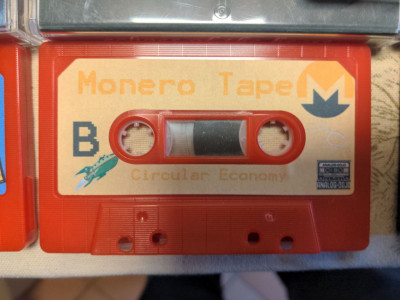 Monero Tape
B
Circular Economy